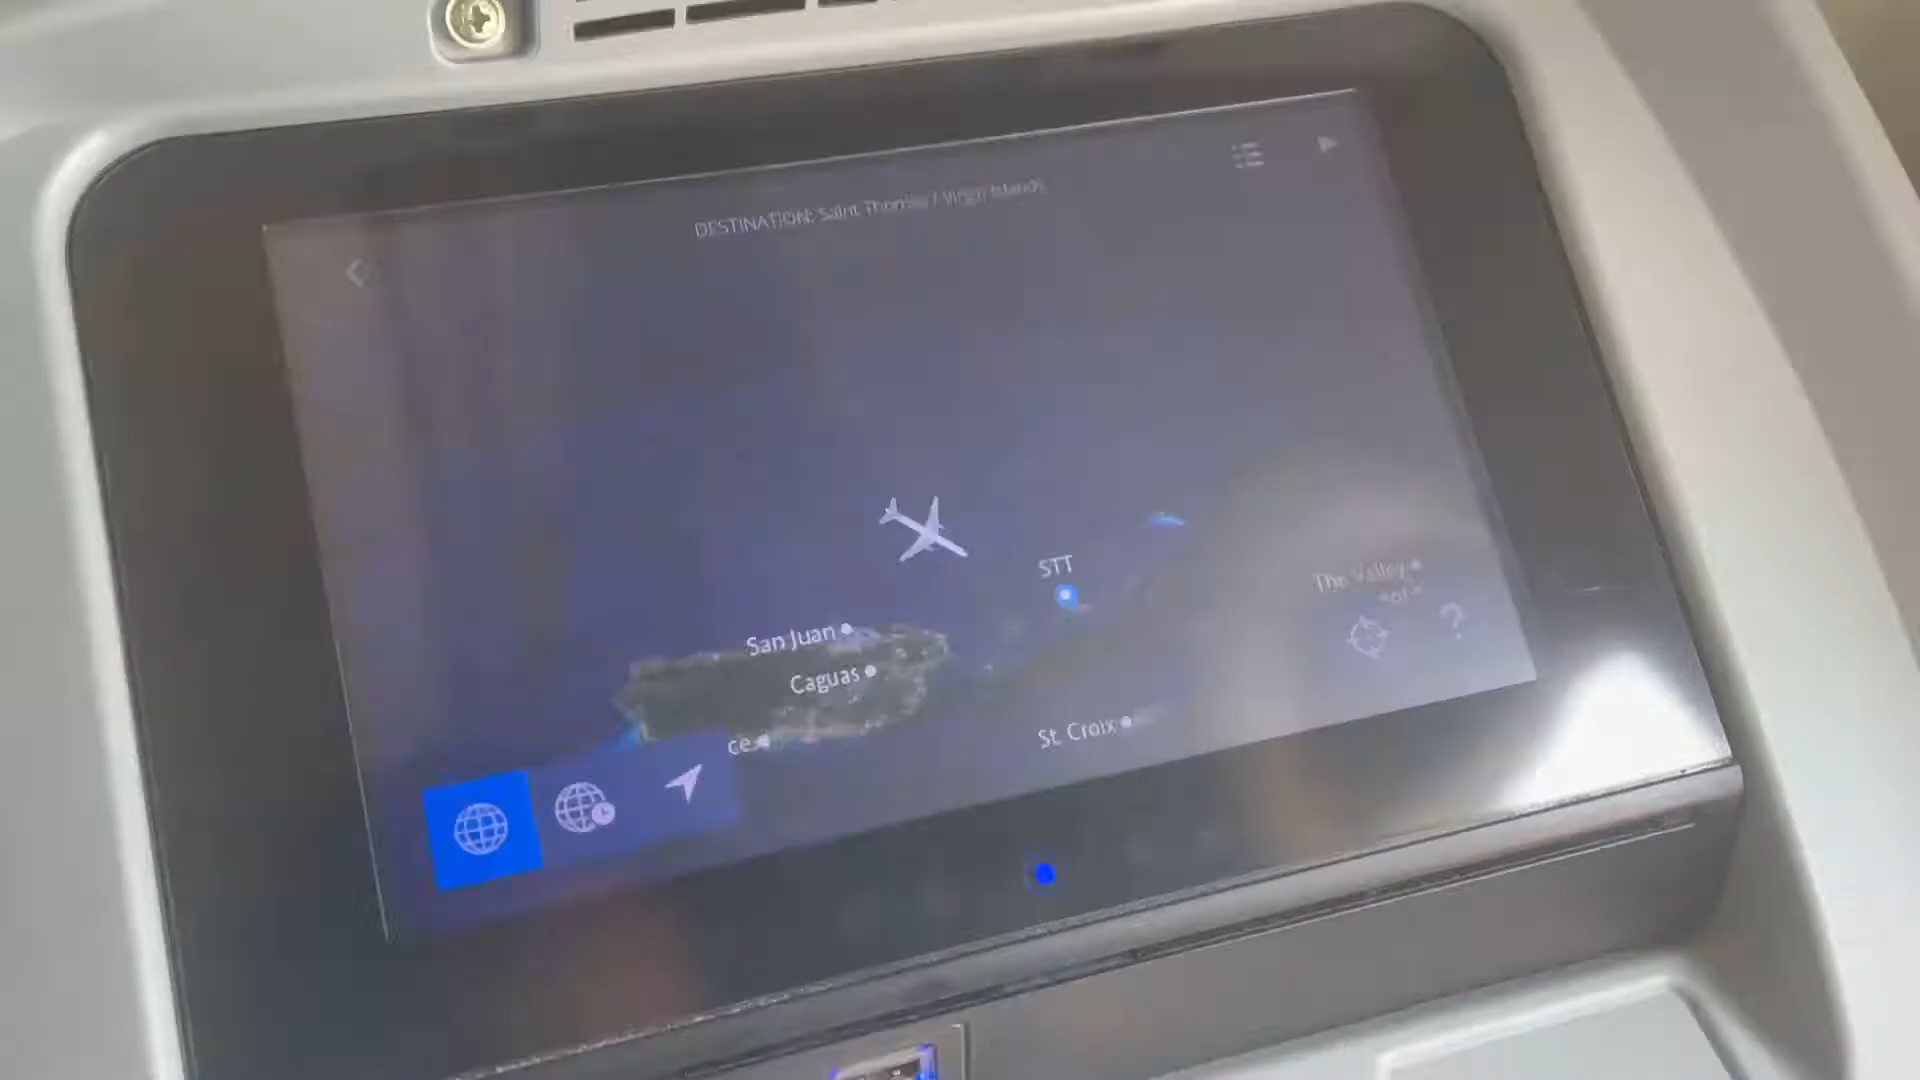 DESTINATION: Saint Thomas / Virgin Islands
STT
The Valley
San Juan
Caguas
St. Croix
ce
?